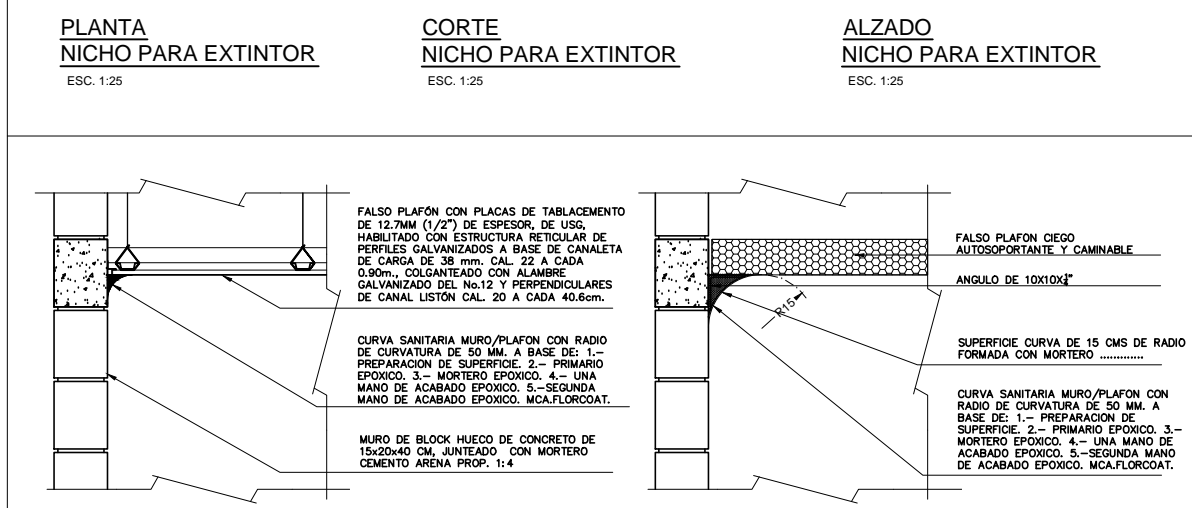 PLANTA
NICHO PARA EXTINTOR
ESC. 1:25
CORTE
NICHO PARA EXTINTOR
ESC. 1:25
ALZADO
NICHO PARA EXTINTOR
ESC. 1:25
FALSO PLAFÓN CON PLACAS DE TABLACEMENTO
DE 12.7MM (1/2") DE ESPESOR, DE USG,
HABILITADO CON ESTRUCTURA RETICULAR DE
PERFILES GALVANIZADOS A BASE DE CANALETA
DE CARGA DE 38 mm. CAL. 22 A CADA
0.90m., COLGANTEADO CON ALAMBRE
GALVANIZADO DEL No.12 Y PERPENDICULARES
DE CANAL LISTÓN CAL. 20 A CADA 40.6cm.
CURVA SANITARIA MURO/PLAFON CON RADIO
DE CURVATURA DE 50 MM. A BASE DE: 1.–
PREPARACION DE SUPERFICIE. 2.– PRIMARIO
EPOXICO. 3.– MORTERO EPOXICO. 4.– UNA
MANO DE ACABADO EPOXICO. 5.–SEGUNDA
MANO DE ACABADO EPOXICO. MCA.FLORCOAT.
MURO DE BLOCK HUECO DE CONCRETO DE
15x20x40 CM, JUNTEADO CON MORTERO
CEMENTO ARENA PROP. 1:4
R15
FALSO PLAFON CIEGO
AUTOSOPORTANTE Y CAMINABLE
ANGULO DE 10X10X
SUPERFICIE CURVA DE 15 CMS DE RADIO
FORMADA CON MORTERO .............
CURVA SANITARIA MURO/PLAFON CON
RADIO DE CURVATURA DE 50 MM. A
BASE DE: 1.– PREPARACION DE
SUPERFICIE. 2.– PRIMARIO EPOXICO. 3.–
MORTERO EPOXICO. 4.– UNA MANO DE
ACABADO EPOXICO. 5.–SEGUNDA MANO
DE ACABADO EPOXICO. MCA.FLORCOAT.